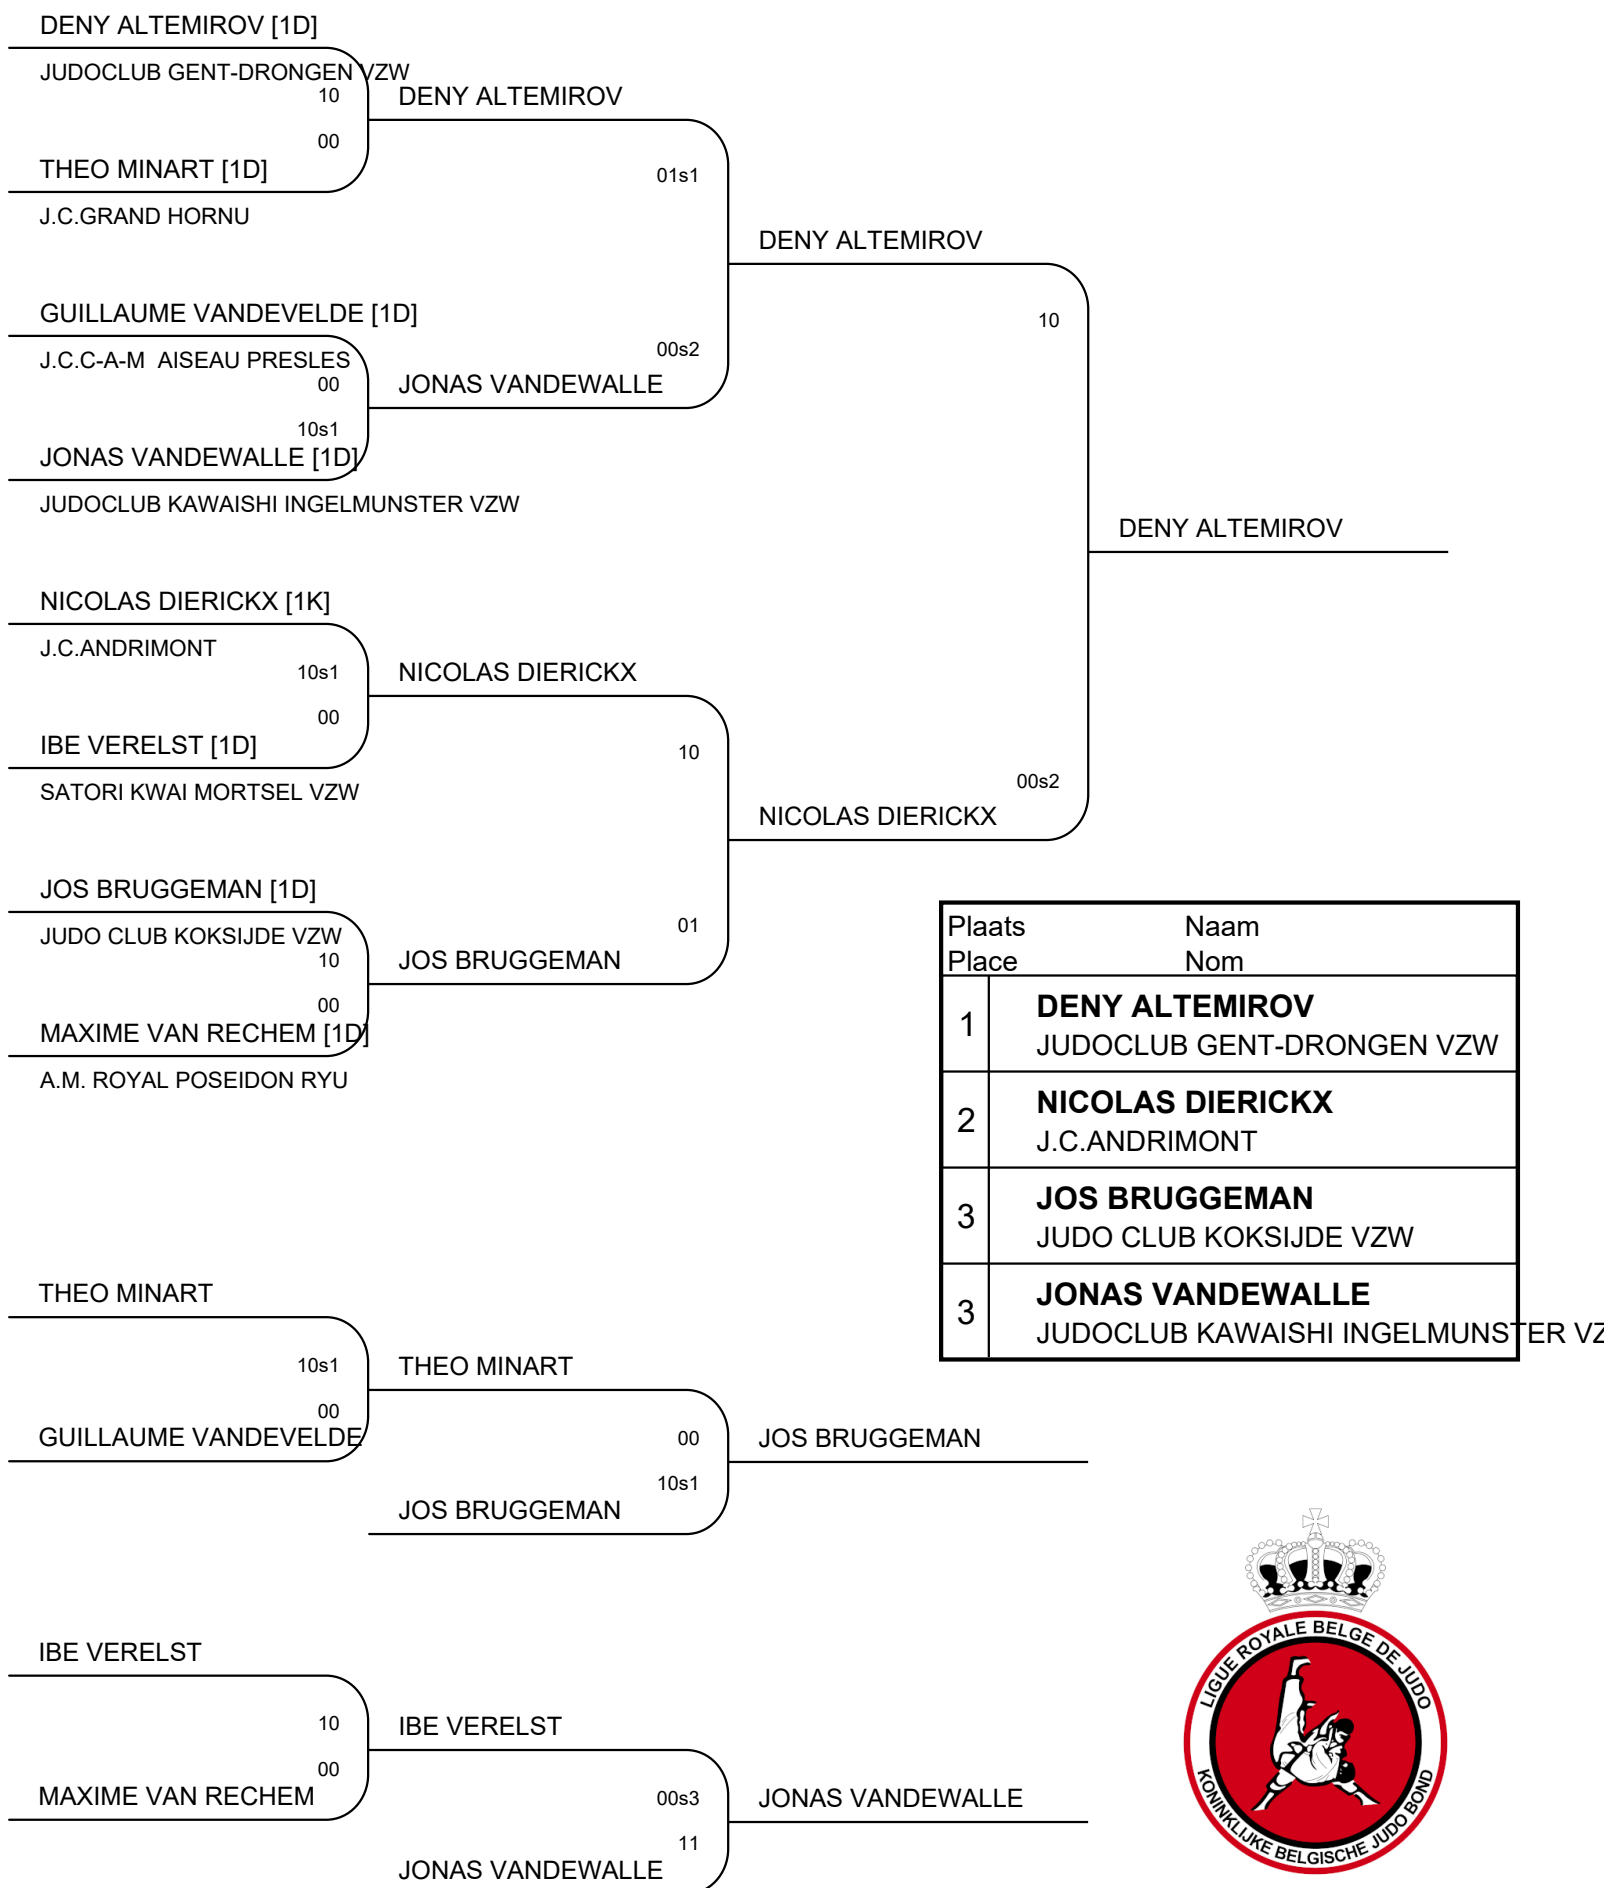 DENY ALTEMIROV [1D]
JUDOCLUB GENT-DRONGEN VZW
10
DENY ALTEMIROV
00
THEO MINART [1D]
01s1
J.C.GRAND HORNU
DENY ALTEMIROV
GUILLAUME VANDEVELDE [1D]
10
J.C.C-A-M  AISEAU PRESLES
00s2
00
JONAS VANDEWALLE
10s1
JONAS VANDEWALLE [1D]
JUDOCLUB KAWAISHI INGELMUNSTER VZW
DENY ALTEMIROV
NICOLAS DIERICKX [1K]
J.C.ANDRIMONT
10s1
NICOLAS DIERICKX
00
IBE VERELST [1D]
10
SATORI KWAI MORTSEL VZW
00s2
NICOLAS DIERICKX
JOS BRUGGEMAN [1D]
JUDO CLUB KOKSIJDE VZW
01
10
JOS BRUGGEMAN
00
MAXIME VAN RECHEM [1D]
A.M. ROYAL POSEIDON RYU
Plaats Naam
Place Nom
1 DENY ALTEMIROV
JUDOCLUB GENT-DRONGEN VZW
2 NICOLAS DIERICKX
J.C.ANDRIMONT
3 JOS BRUGGEMAN
JUDO CLUB KOKSIJDE VZW
3 JONAS VANDEWALLE
JUDOCLUB KAWAISHI INGELMUNSTER VZ
THEO MINART
10s1
THEO MINART
00
GUILLAUME VANDEVELDE
00
JOS BRUGGEMAN
10s1
JOS BRUGGEMAN
IBE VERELST
10
IBE VERELST
00
MAXIME VAN RECHEM
00s3
JONAS VANDEWALLE
11
JONAS VANDEWALLE
LIGUE ROYALE BELGE DE JUDO
KONINKLIJKE BELGISCHE JUDO BOND